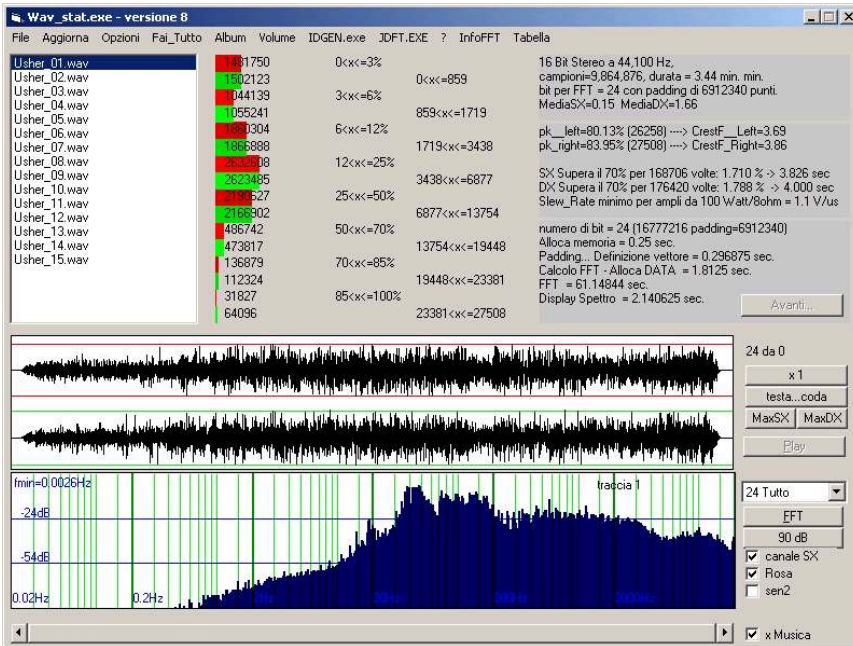 Wav_stat.exe - versione 8
File Aggiorna Opzioni Fai_Tutto Album Volume IDGEN.exe JDFT.EXE ? InfoFFT Tabella
Usher_01.wav
Usher_02.wav
Usher_03.wav
Usher_04.wav
Usher_05.wav
Usher_06.wav
Usher_07.wav
Usher_08.wav
Usher_09.wav
Usher_10.wav
Usher_11.wav
Usher_12.wav
Usher_13.wav
Usher_14.wav
Usher_15.wav
1481750 0<x<=3%
1502123 0<x<=859
1044139 3<x<=6%
1055241 859<x<=1719
1860304 6<x<=12%
1866888 1719<x<=3438
2632608 12<x<=25%
2623485 3438<x<=6877
2190627 25<x<=50%
2166902 6877<x<=13754
486742 50<x<=70%
473817 13754<x<=19448
136879 70<x<=85%
112324 19448<x<=23381
31827 85<x<=100%
64096 23381<x<=27508
16 Bit Stereo a 44,100 Hz,
campioni=9,864,876, durata = 3.44 min. min.
bit per FFT = 24 con padding di 6912340 punti.
MediaSX=0.15 MediaDX=1.66
pk__left=80.13% (26258) ----> CrestF__Left=3.69
pk_right=83.95% (27508) ----> CrestF_Right=3.86
SX Supera il 70% per 168706 volte: 1.710 % -> 3.826 sec
DX Supera il 70% per 176420 volte: 1.788 % -> 4.000 sec
Slew_Rate minimo per ampli da 100 Watt/8ohm = 1.1 V/us
numero di bit = 24 (16777216 padding=6912340)
Alloca memoria = 0.25 sec.
Padding... Definizione vettore = 0.296875 sec.
Calcolo FFT - Alloca DATA = 1.8125 sec.
FFT = 61.14844 sec.
Display Spettro = 2.140625 sec.
Avanti...
24 da 0
x 1
testa...coda
MaxSX MaxDX
Play
fmin=0,0026Hz
traccia 1
-24dB
-54dB
0.02Hz 0.2Hz 2Hz 20Hz 200Hz 2000Hz
24 Tutto
FFT
90 dB
canale SX
Rosa
sen2
x Musica